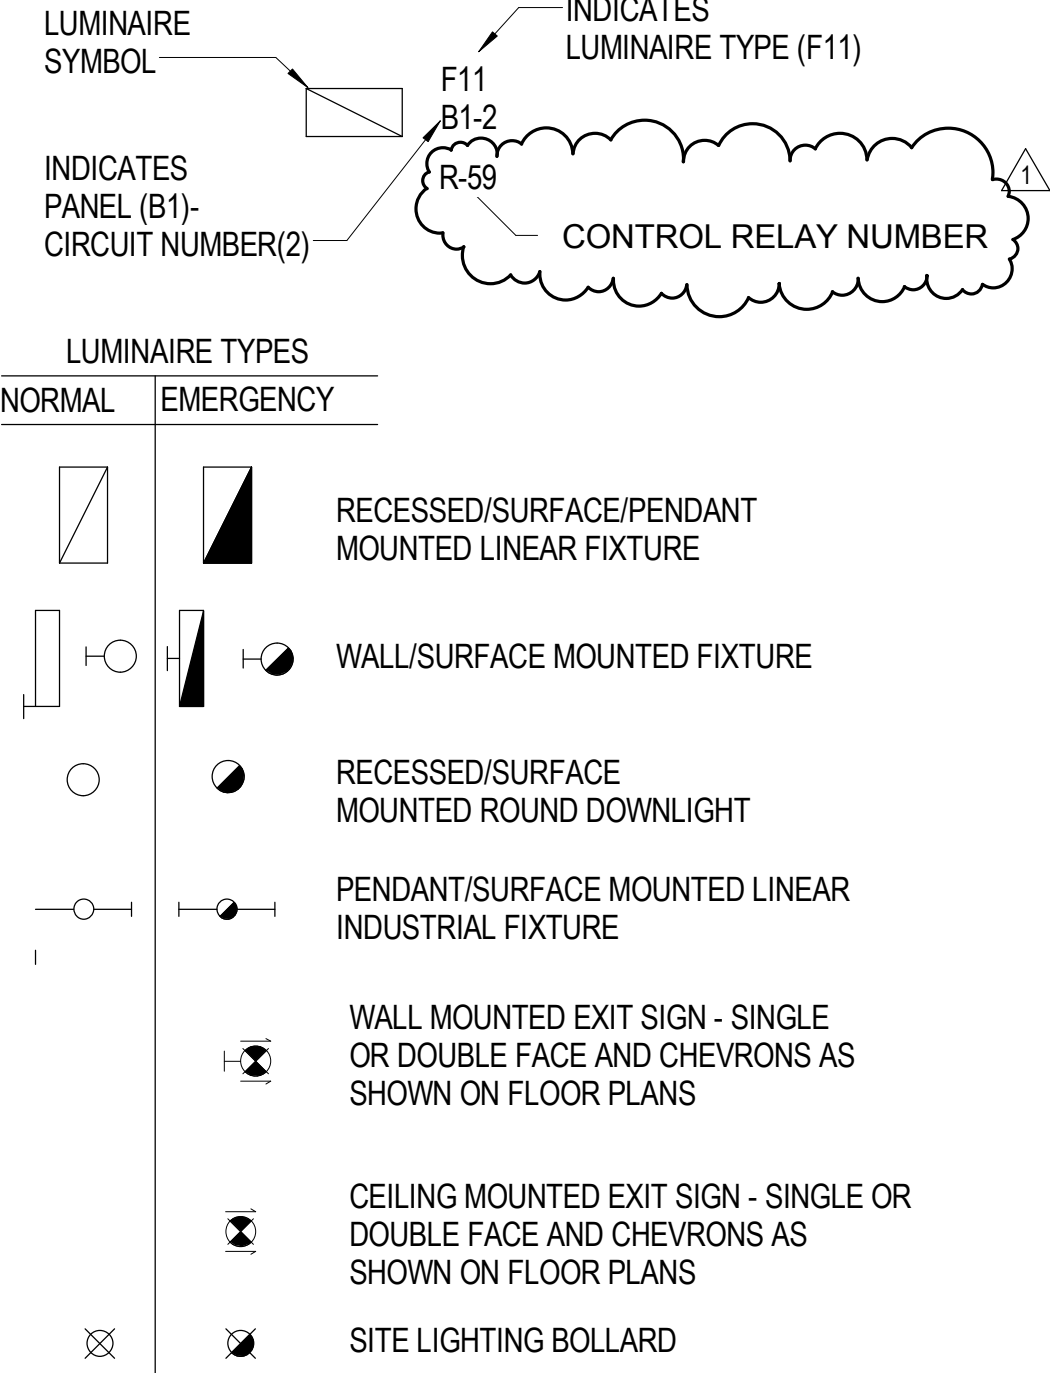 LUMINAIRE
SYMBOL
INDICATES
LUMINAIRE TYPE (F11)
F11
B1-2
R-59
1
INDICATES
PANEL (B1)-
CIRCUIT NUMBER(2)
CONTROL RELAY NUMBER
LUMINAIRE TYPES
NORMAL
EMERGENCY
RECESSED/SURFACE/PENDANT
MOUNTED LINEAR FIXTURE
WALL/SURFACE MOUNTED FIXTURE
RECESSED/SURFACE
MOUNTED ROUND DOWNLIGHT
PENDANT/SURFACE MOUNTED LINEAR
INDUSTRIAL FIXTURE
WALL MOUNTED EXIT SIGN - SINGLE
OR DOUBLE FACE AND CHEVRONS AS
SHOWN ON FLOOR PLANS
CEILING MOUNTED EXIT SIGN - SINGLE OR
DOUBLE FACE AND CHEVRONS AS
SHOWN ON FLOOR PLANS
SITE LIGHTING BOLLARD